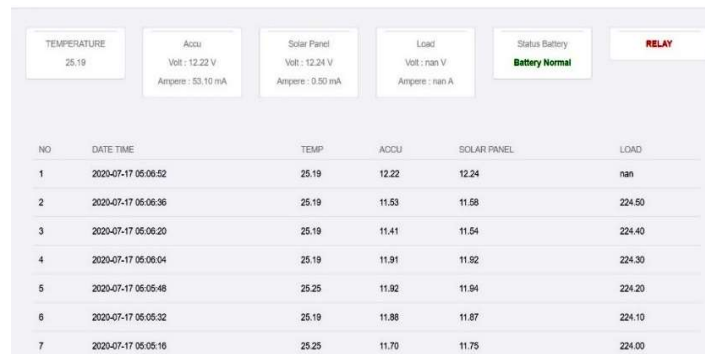 TEMPERATURE Accu Solar Panel Load Status Battery RELAY
25.19 Volt : 12.22 V Volt : 12.24 V Volt : nan V Battery Normal
Ampere : 53.10 mA Ampere : 0.50 mA Ampere : nan A
NO DATE TIME TEMP ACCU SOLAR PANEL LOAD
1 2020-07-17 05:06:52 25.19 12.22 12.24 nan
2 2020-07-17 05:06:36 25.19 11.53 11.58 224.50
3 2020-07-17 05:06:20 25.19 11.41 11.54 224.40
4 2020-07-17 05:06:04 25.19 11.91 11.92 224.30
5 2020-07-17 05:05:48 25.25 11.92 11.94 224.20
6 2020-07-17 05:05:32 25.19 11.88 11.87 224.10
7 2020-07-17 05:05:16 25.25 11.70 11.75 224.00